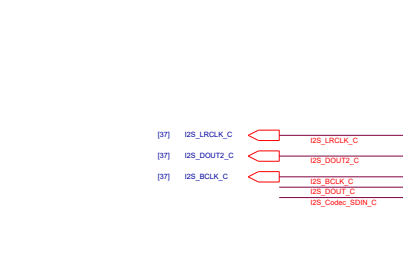 [37] I2S_LRCLK_C
I2S_LRCLK_C
[37] I2S_DOUT2_C
I2S_DOUT2_C
[37] I2S_BCLK_C
I2S_BCLK_C
I2S_DOUT_C
I2S_Codec_SDIN_C